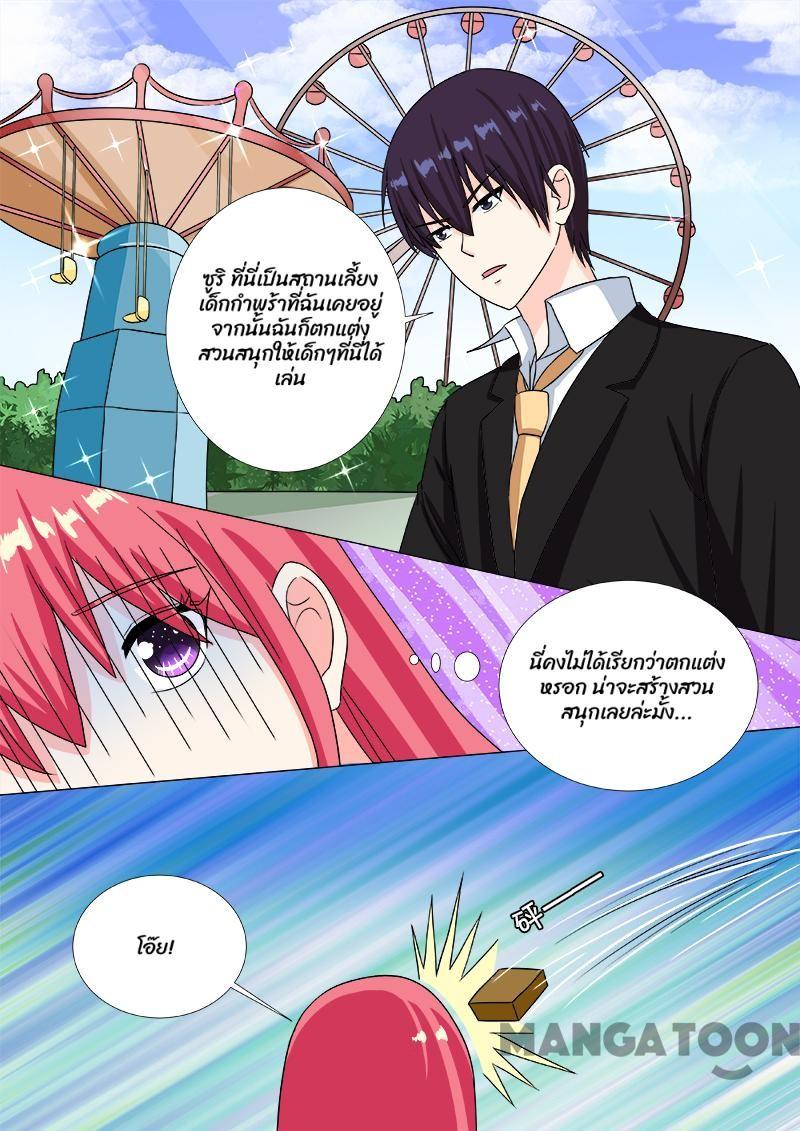 ซูริ ที่นี่เป็นสถานเลี้ยง
เด็กกำพร้าที่ฉันเคยอยู่
จากนั้นฉันก็ตกแต่ง
สวนสนุกให้เด็กๆที่นี่ได้
เล่น
นี่คงไม่ได้เรียกว่าตกแต่ง
หรอก น่าจะสร้างสวน
สนุกเลยล่ะมั้ง...
โอ๊ย!
砰
MANGATOON